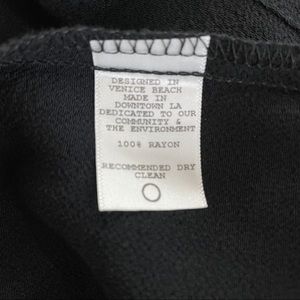 DESIGNED IN
VENICE BEACH
MADE IN
DOWNTOWN LA
DEDICATED TO OUR
COMMUNITY &
THE ENVIRONMENT
100% RAYON
RECOMMENDED DRY
CLEAN